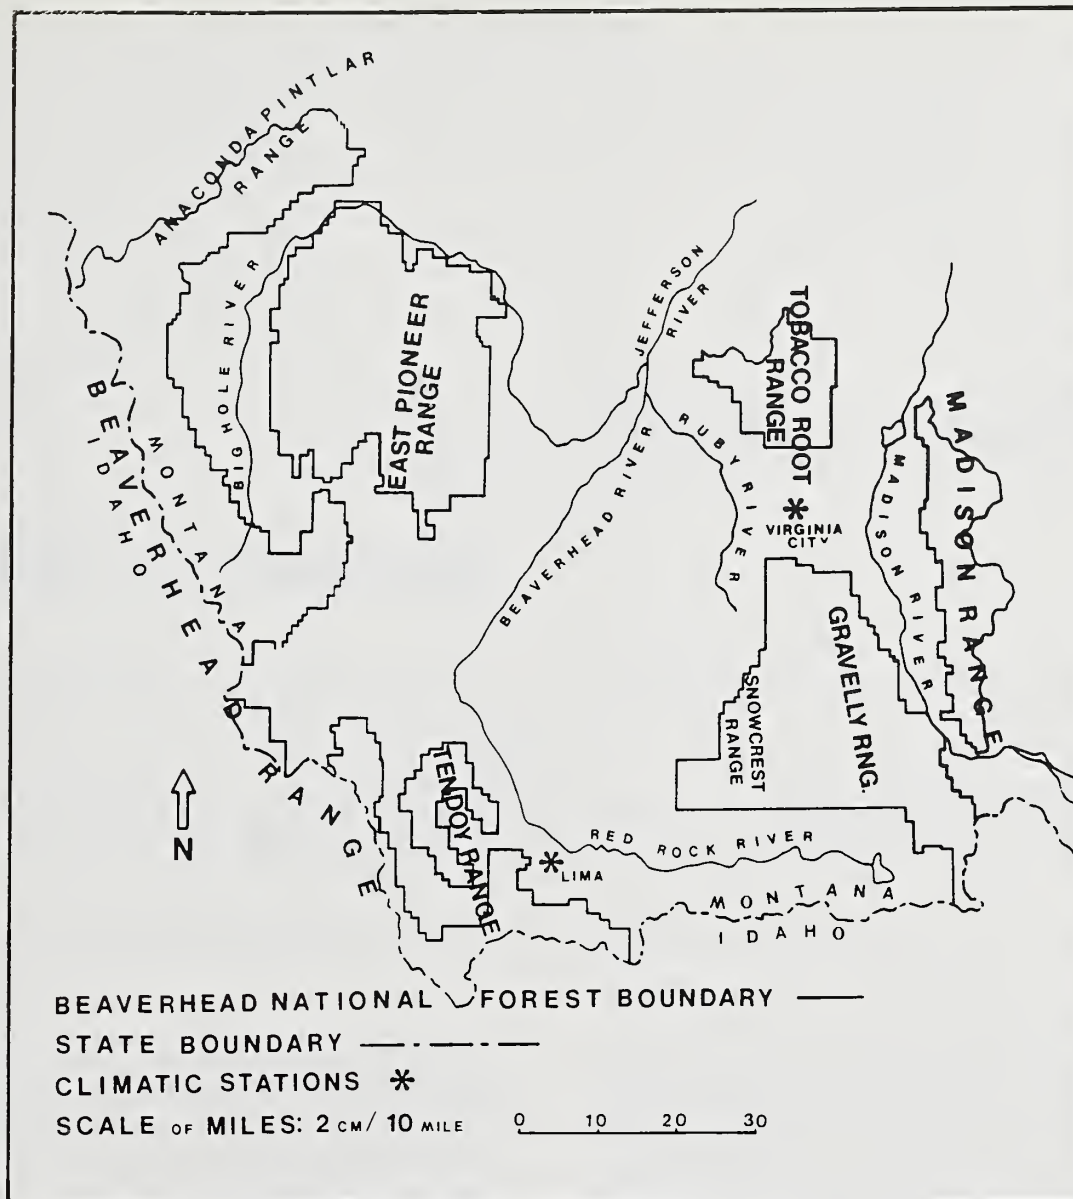 ANACONDA PINTLAR
RANGE
JEFFERSON
RIVER
TOBACCO ROOT
RANGE
BIG HOLE RIVER
EAST PIONEER
RANGE
BEAVERHEAD RANGE
MONTANA
IDAHO
RUBY RIVER
BEAVERHEAD RIVER
MADISON RIVER
MADISON RANGE
VIRGINIA
CITY
GRAVELLY RNG.
SNOWCREST
RANGE
TENDOY RANGE
N
RED ROCK RIVER
LIMA
MONTANA
IDAHO
BEAVERHEAD NATIONAL FOREST BOUNDARY
STATE BOUNDARY
CLIMATIC STATIONS *
SCALE OF MILES: 2 CM/ 10 MILE 0 10 20 30